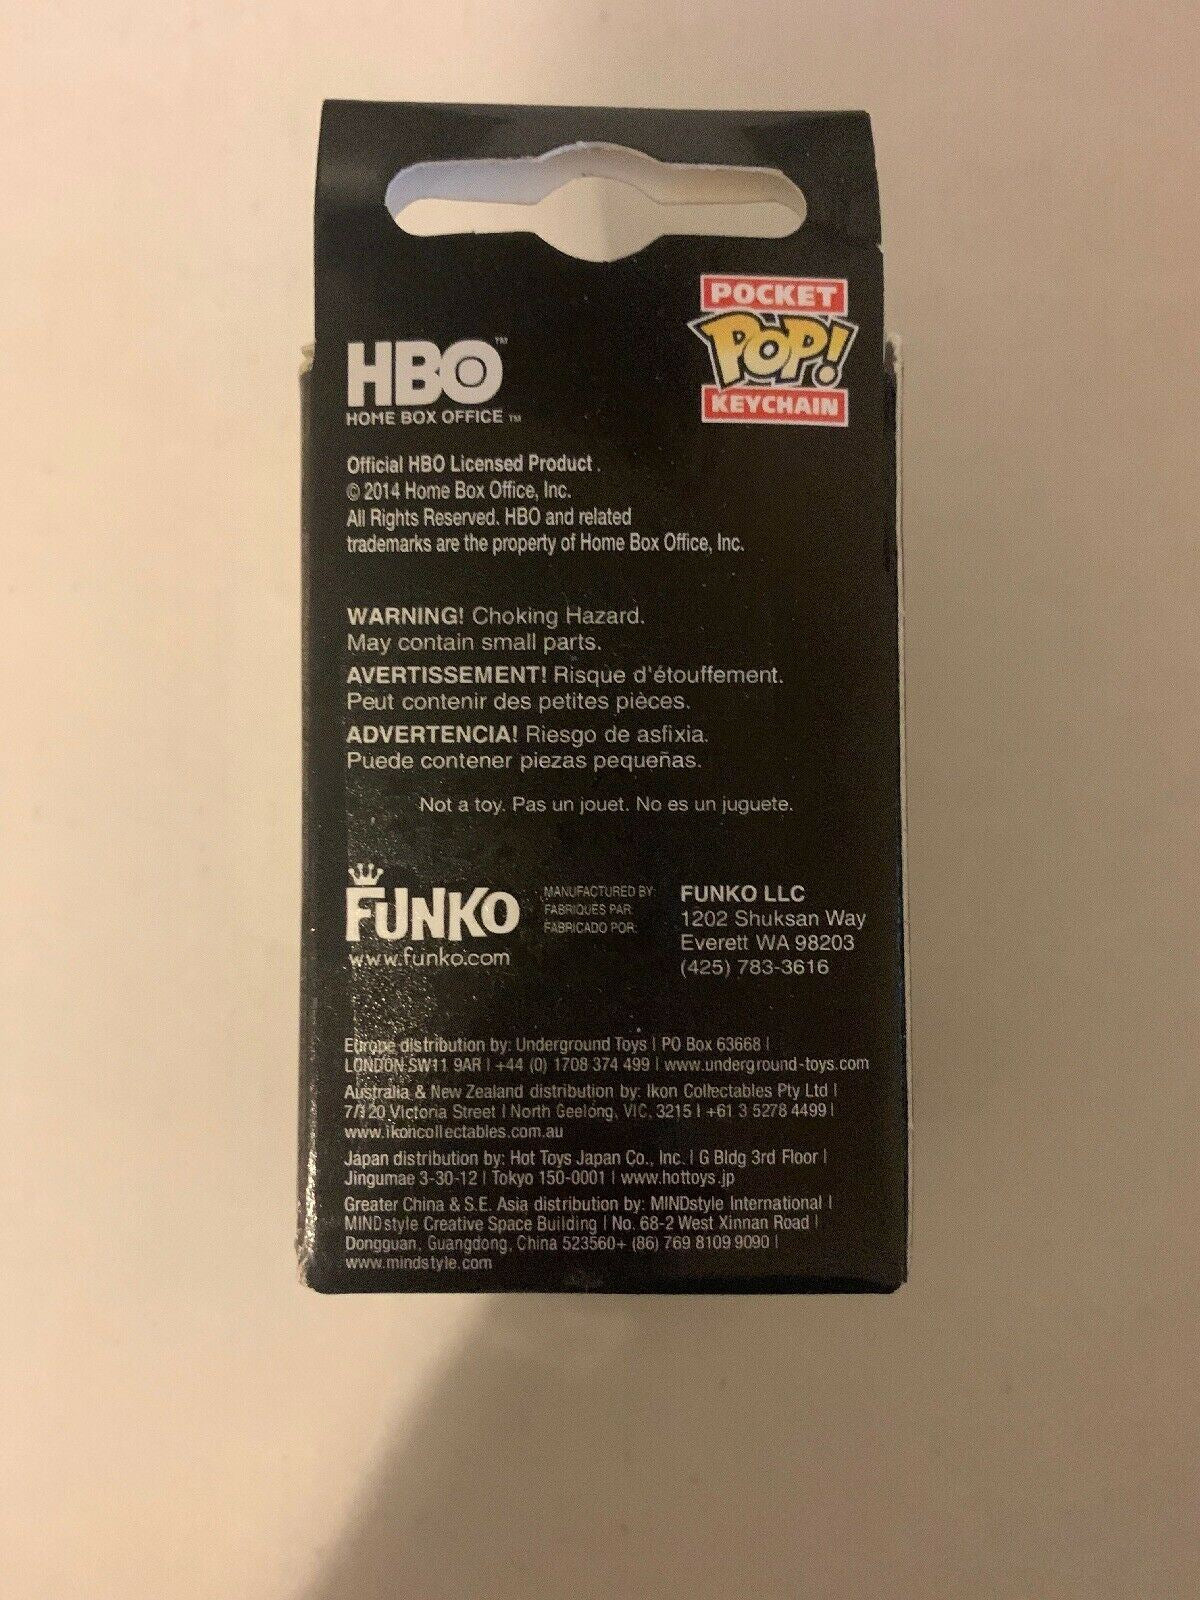 POCKET
POP!
KEYCHAIN
HBO™
HOME BOX OFFICE™
Official HBO Licensed Product .
© 2014 Home Box Office, Inc.
All Rights Reserved. HBO and related
trademarks are the property of Home Box Office, Inc.
WARNING! Choking Hazard.
May contain small parts.
AVERTISSEMENT! Risque d'étouffement.
Peut contenir des petites pièces.
ADVERTENCIA! Riesgo de asfixia.
Puede contener piezas pequeñas.
Not a toy. Pas un jouet. No es un juguete.
FUNKO
www.funko.com
MANUFACTURED BY:
FABRIQUÉS PAR:
FABRICADO POR:
FUNKO LLC
1202 Shuksan Way
Everett WA 98203
(425) 783-3616
Europe distribution by: Underground Toys | PO Box 63668 |
LONDON SW11 9AR | +44 (0) 1708 374 499 | www.underground-toys.com
Australia & New Zealand distribution by: Ikon Collectables Pty Ltd |
7/120 Victoria Street | North Geelong, VIC, 3215 | +61 3 5278 4499 |
www.ikoncollectables.com.au
Japan distribution by: Hot Toys Japan Co., Inc. | G Bldg 3rd Floor |
Jingumae 3-30-12 | Tokyo 150-0001 | www.hottoys.jp
Greater China & S.E. Asia distribution by: MINDstyle International |
MINDstyle Creative Space Building | No. 68-2 West Xinnan Road |
Dongguan, Guangdong, China 523560+ (86) 769 8109 9090 |
www.mindstyle.com